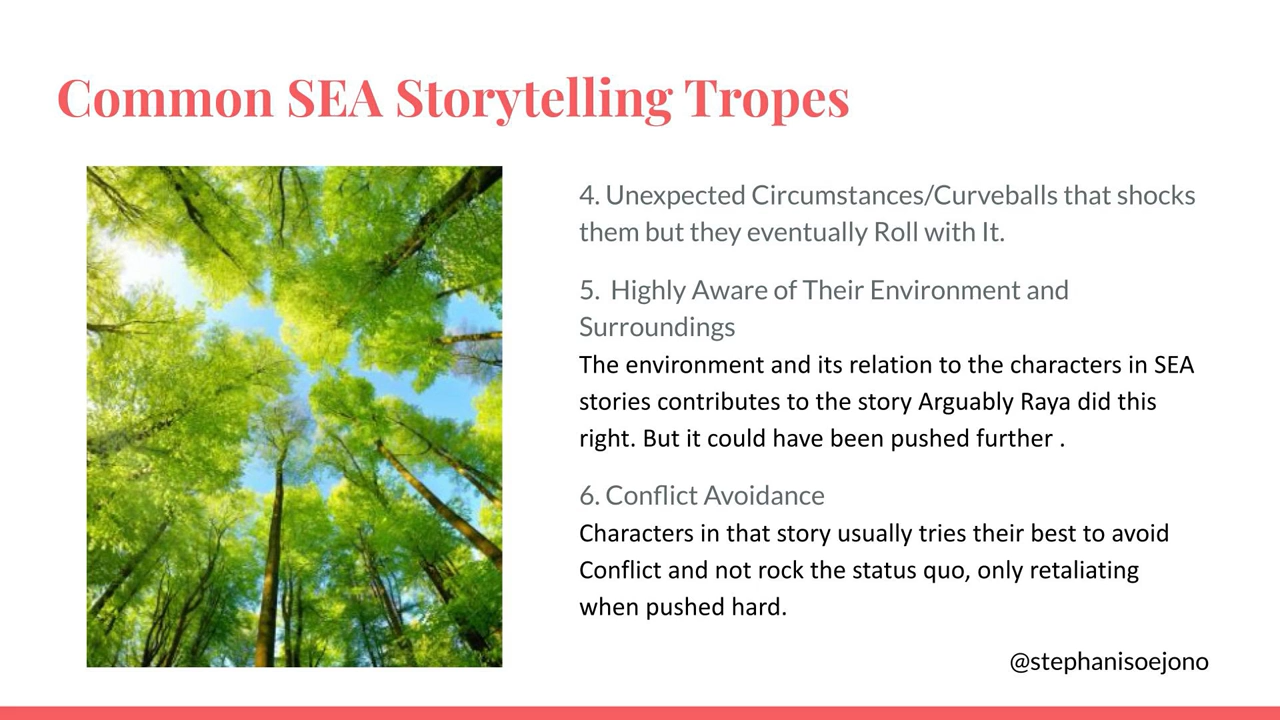 Common SEA Storytelling Tropes
4. Unexpected Circumstances/Curveballs that shocks
them but they eventually Roll with It.
5.  Highly Aware of Their Environment and
Surroundings
The environment and its relation to the characters in SEA
stories contributes to the story Arguably Raya did this
right. But it could have been pushed further .
6. Conflict Avoidance
Characters in that story usually tries their best to avoid
Conflict and not rock the status quo, only retaliating
when pushed hard.
@stephanisoejono